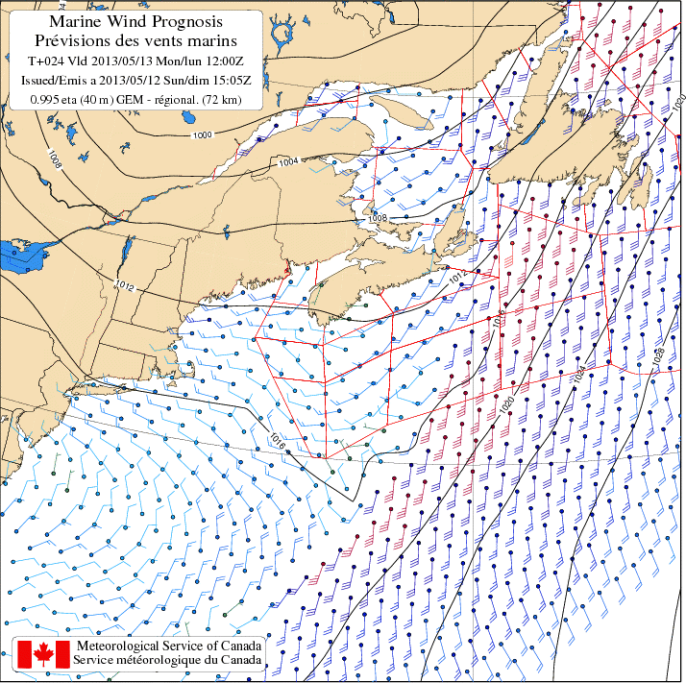 Marine Wind Prognosis
Prévisions des vents marins
T+024 Vld 2013/05/13 Mon/lun 12:00Z
Issued/Emis a 2013/05/12 Sun/dim 15:05Z
0.995 eta (40 m) GEM - régional. (72 km)
1000
1004
1008
1008
1012
1012
1016
1016
1020
1020
1024
1028
Meteorological Service of Canada
Service météorologique du Canada